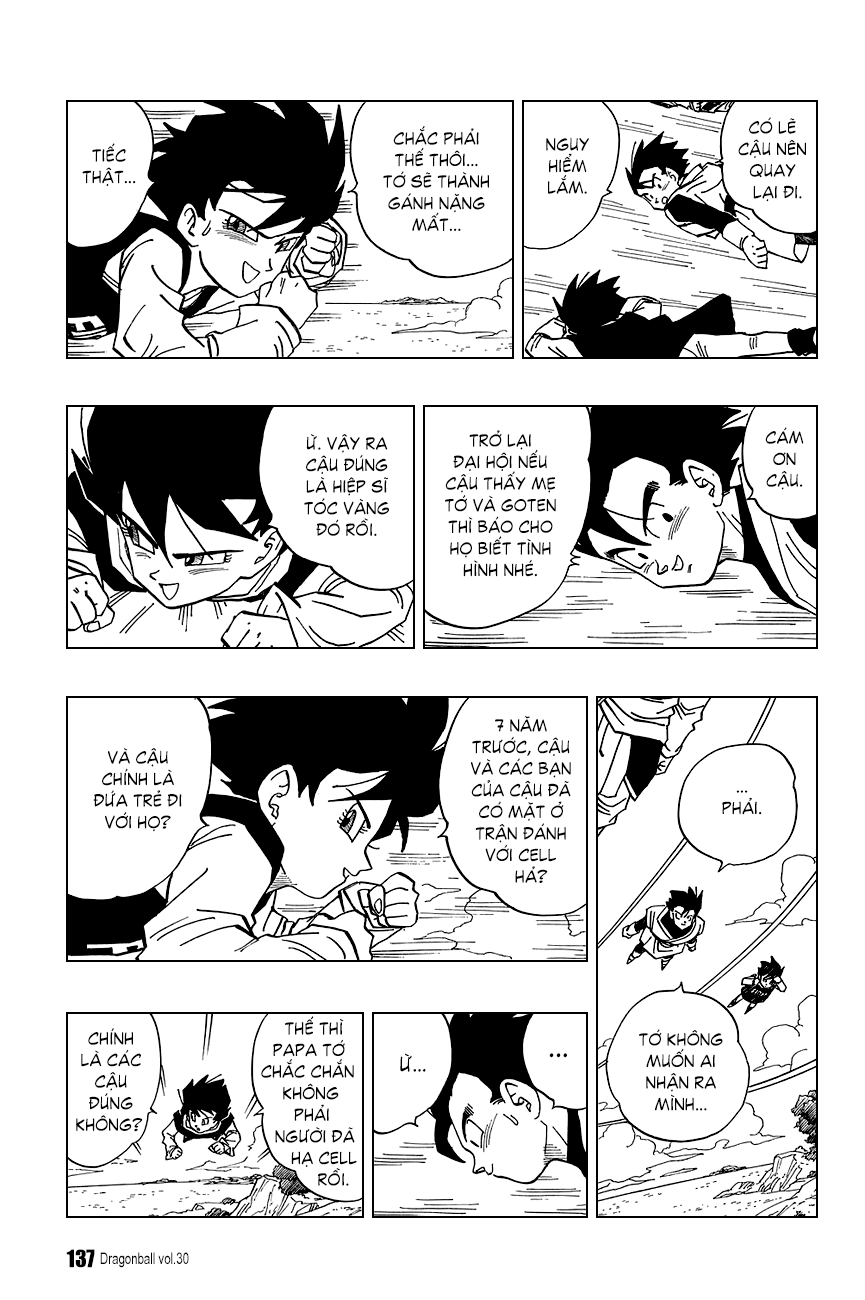 CÓ LẼ
CẬU NÊN
QUAY
LẠI ĐI.
NGUY
HIỂM
LẮM.
CHẮC PHẢI
THẾ THÔI...
TỚ SẼ THÀNH
GÁNH NẶNG
MẤT...
TIẾC
THẬT...
CÁM
ƠN
CẬU.
TRỞ LẠI
ĐẠI HỘI NẾU
CẬU THẤY MẸ
TỚ VÀ GOTEN
THÌ BÁO CHO
HỌ BIẾT TÌNH
HÌNH NHÉ.
Ừ. VẬY RA
CẬU ĐÚNG
LÀ HIỆP SĨ
TÓC VÀNG
ĐÓ RỒI.
...
PHẢI.
TỚ KHÔNG
MUỐN AI
NHẬN RA
MÌNH...
7 NĂM
TRƯỚC, CẬU
VÀ CÁC BẠN
CỦA CẬU ĐÃ
CÓ MẶT Ở
TRẬN ĐÁNH
VỚI CELL
HẢ?
VÀ CẬU
CHÍNH LÀ
ĐỨA TRẺ ĐI
VỚI HỌ?
...
Ừ...
THẾ THÌ
PAPA TỚ
CHẮC CHẮN
KHÔNG
PHẢI
NGƯỜI ĐÃ
HẠ CELL
RỒI.
CHÍNH
LÀ CÁC
CẬU
ĐÚNG
KHÔNG?
137 Dragonball vol.30